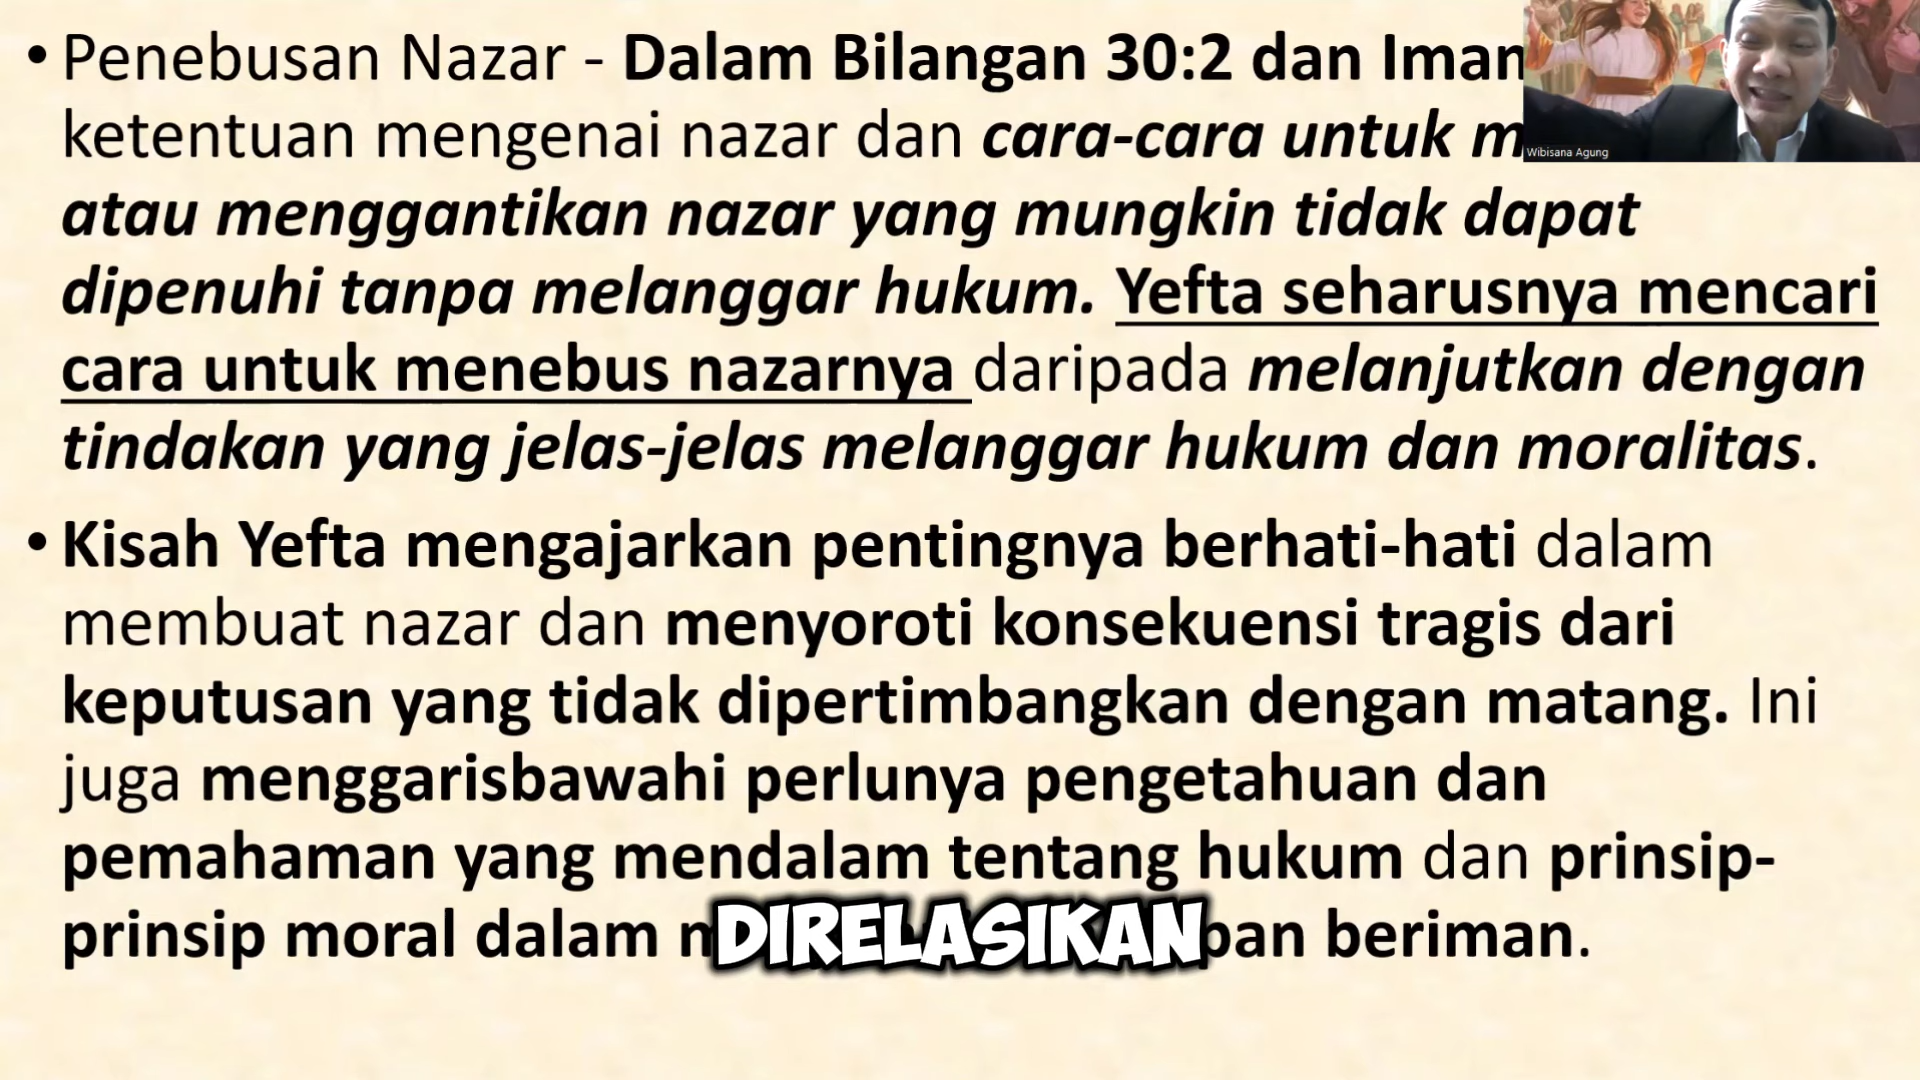 • Penebusan Nazar - Dalam Bilangan 30:2 dan Iman
ketentuan mengenai nazar dan cara-cara untuk m
atau menggantikan nazar yang mungkin tidak dapat
dipenuhi tanpa melanggar hukum. Yefta seharusnya mencari
cara untuk menebus nazarnya daripada melanjutkan dengan
tindakan yang jelas-jelas melanggar hukum dan moralitas.
• Kisah Yefta mengajarkan pentingnya berhati-hati dalam
membuat nazar dan menyoroti konsekuensi tragis dari
keputusan yang tidak dipertimbangkan dengan matang. Ini
juga menggarisbawahi perlunya pengetahuan dan
pemahaman yang mendalam tentang hukum dan prinsip-
prinsip moral dalam beriman.
DIRELASIKAN
Wibisana Agung